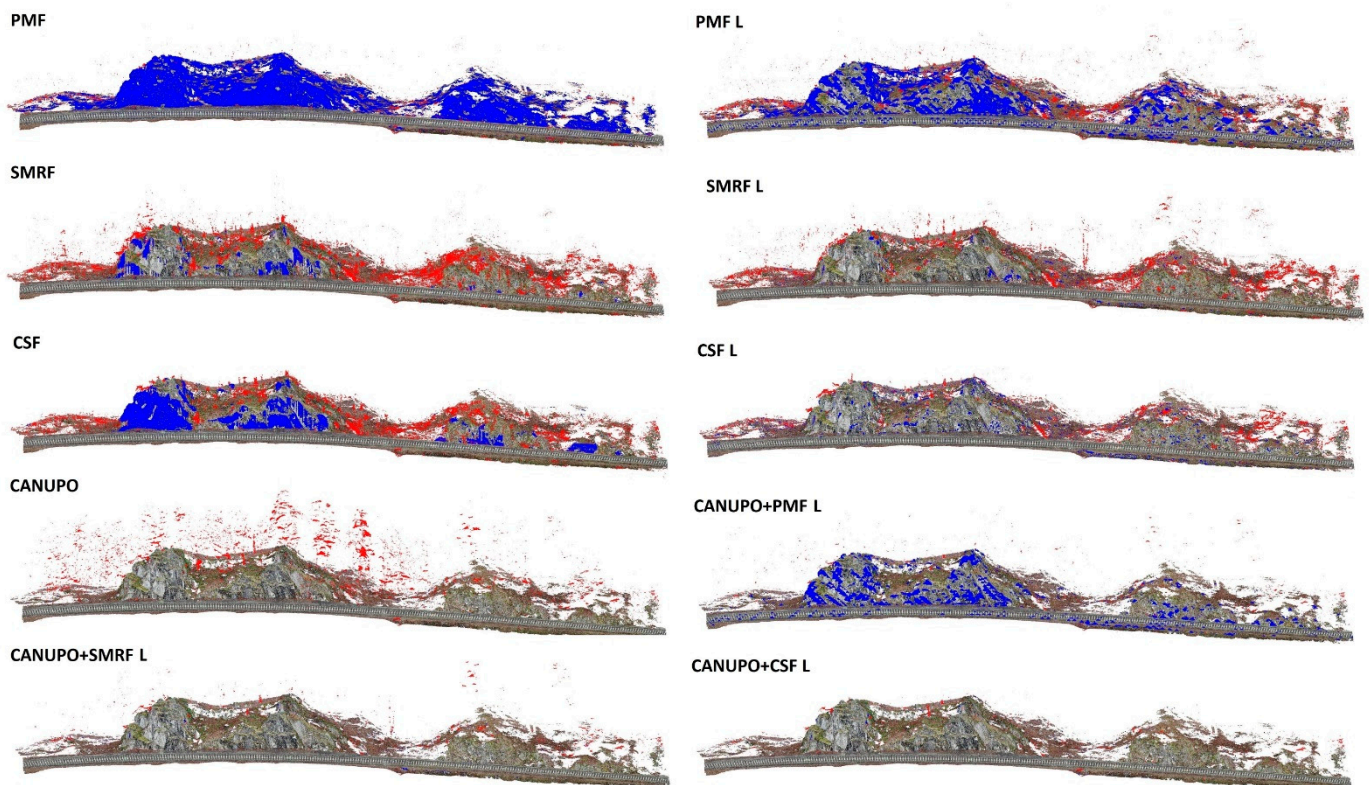 PMF
PMF L
SMRF
SMRF L
CSF
CSF L
CANUPO
CANUPO+PMF L
CANUPO+SMRF L
CANUPO+CSF L